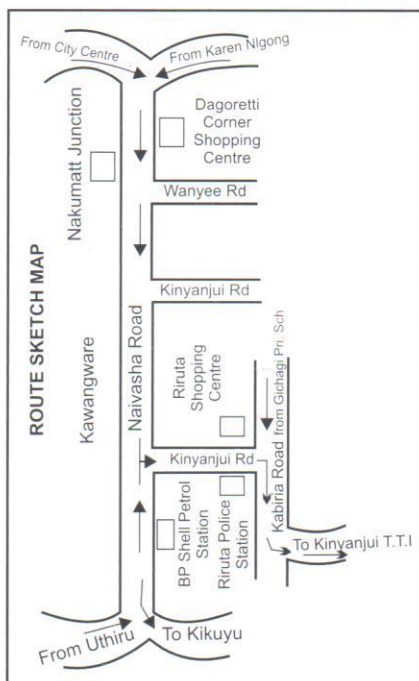 From City Centre
From Karen Nlgong
Dagoretti
Corner
Shopping
Centre
Nakumatt Junction
Wanyee Rd
ROUTE SKETCH MAP
Kawangware
Naivasha Road
Kinyanjui Rd
Riruta
Shopping
Centre
Kabiria Road from Gichagi Pri. Sch
Kinyanjui Rd
BP Shell Petrol
Station
Riruta Police
Station
To Kinyanjui T.T.I
From Uthiru
To Kikuyu